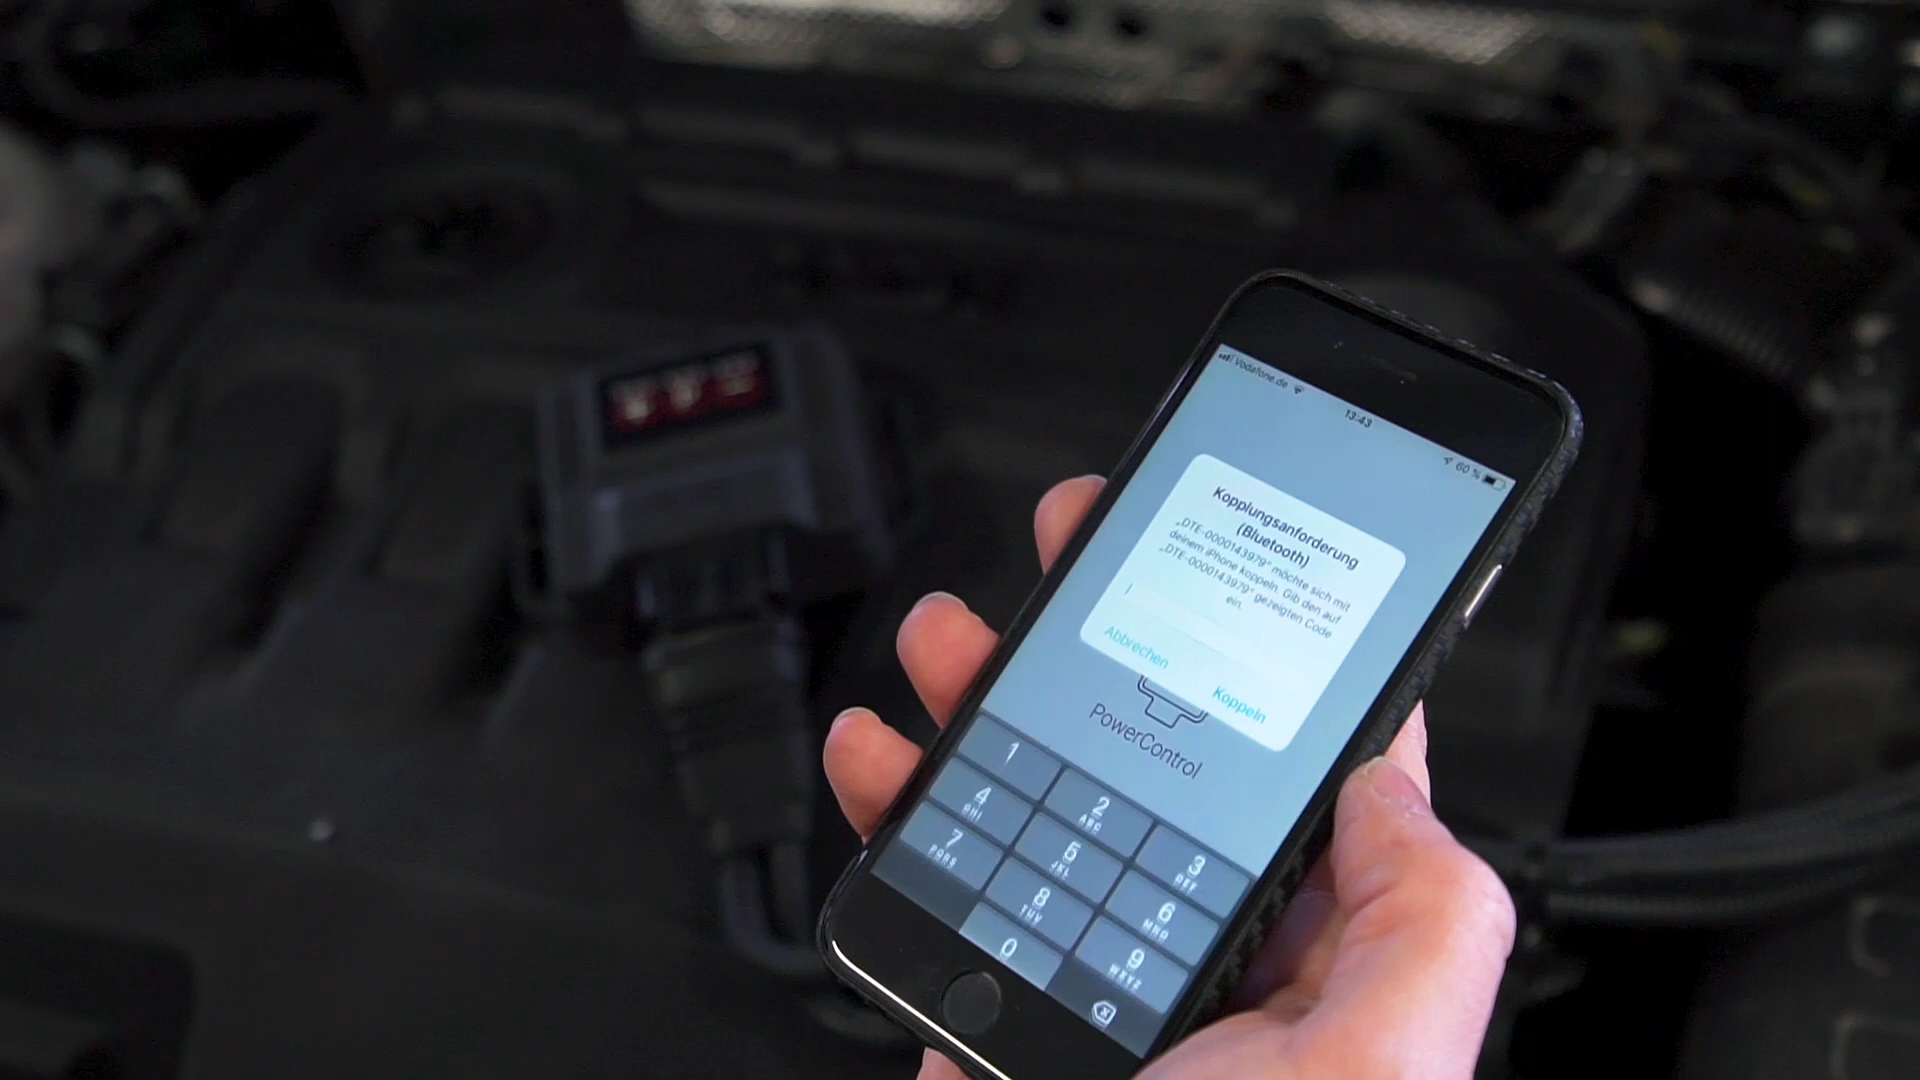 Vodafone.de
13:43
60 %
Kopplungsanforderung
(Bluetooth)
„DTE-0000143979“ möchte sich mit
deinem iPhone koppeln. Gib den auf
„DTE-0000143979“ gezeigten Code
ein.
Abbrechen
Koppeln
PowerControl
1
2
ABC
3
DEF
4
GHI
5
JKL
6
MNO
7
PQRS
8
TUV
9
WXYZ
0